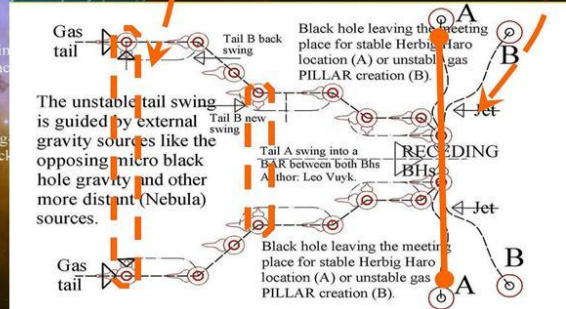 Gas
tail
Tail B back
swing
Black hole leaving the meeting
place for stable Herbig Haro
location (A) or unstable gas
PILLAR creation (B).
A
B
The unstable tail swing
is guided by external
gravity sources like the
opposing micro black
hole gravity and other
more distant (Nebula)
sources.
Tail B new
swing
Jet
Tail A swing into a
BAR between both Bhs
Author: Leo Vuyk.
RECEDING
BHs
Jet
Gas
tail
Black hole leaving the meeting
place for stable Herbig Haro
location (A) or unstable gas
PILLAR creation (B).
B
A